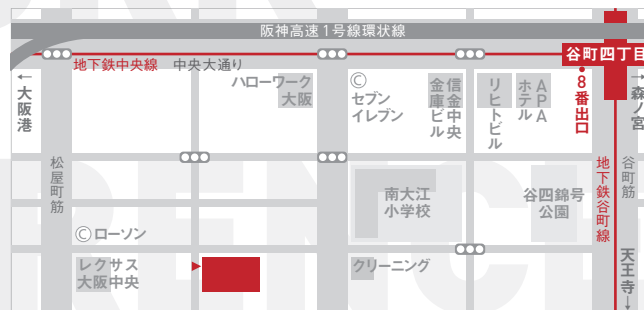 阪神高速1号線環状線
谷町四丁目
地下鉄中央線
中央大通り
←大阪港
ハローワーク
大阪
Ⓒ
セブン
イレブン
信金中央
金庫ビル
リヒトビル
APA
ホテル
8番出口
→森ノ宮
松屋町筋
南大江
小学校
谷四錦号
公園
地下鉄谷町線
谷町筋
Ⓒローソン
レクサス
大阪中央
クリーニング
天王寺→